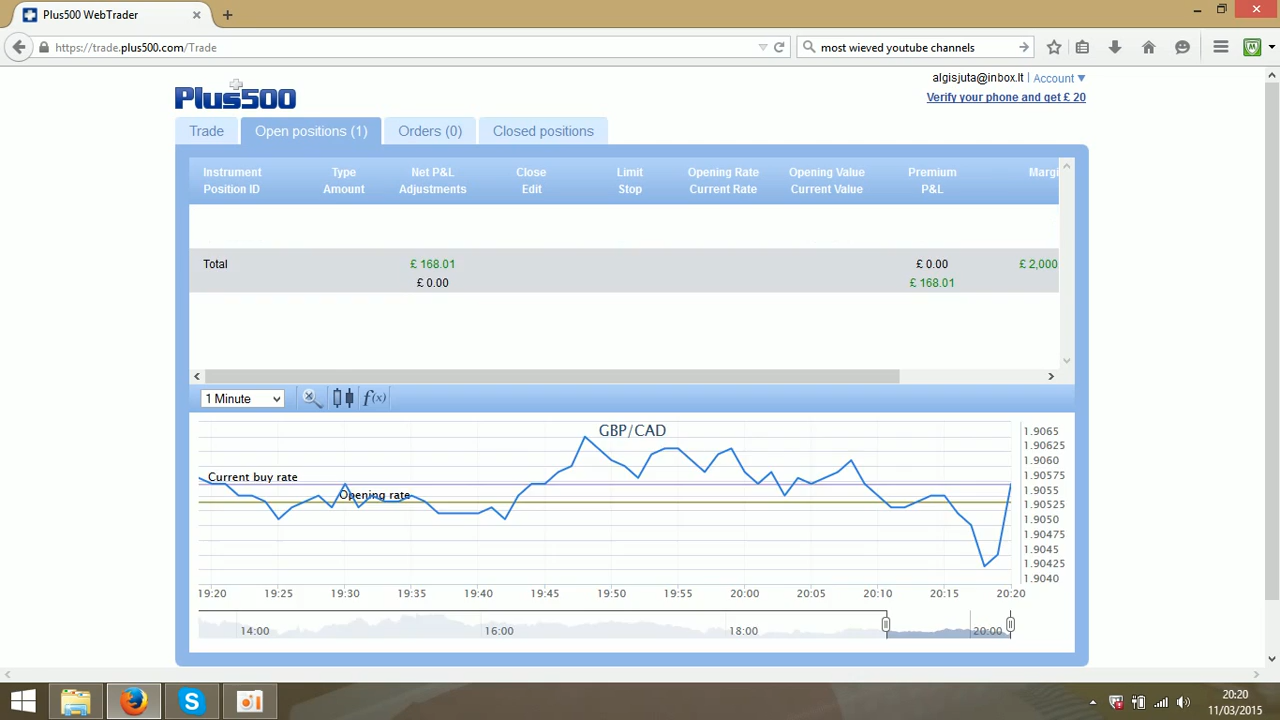 Plus500 WebTrader
https://trade.plus500.com/Trade
most wieved youtube channels
algisjuta@inbox.lt | Account ▼
Verify your phone and get £ 20
Plus500
Trade
Open positions (1)
Orders (0)
Closed positions
Instrument Type Net P&L Close Limit Opening Rate Opening Value Premium Margi
Position ID Amount Adjustments Edit Stop Current Rate Current Value P&L
Total £ 168.01 £ 0.00 £ 2,000
£ 0.00 £ 168.01
1 Minute f(x)
GBP/CAD
Current buy rate
Opening rate
1.9065
1.90625
1.9060
1.90575
1.9055
1.90525
1.9050
1.90475
1.9045
1.90425
1.9040
19:20 19:25 19:30 19:35 19:40 19:45 19:50 19:55 20:00 20:05 20:10 20:15 20:20
14:00 16:00 18:00 20:00
20:20
11/03/2015